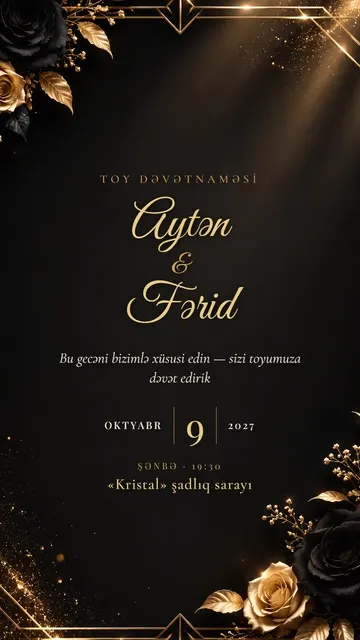 TOY DƏVƏTNAMƏSİ
Aytən
&
Fərid
Bu gecəni bizimlə xüsusi edin — sizi toyumuza
dəvət edirik
OKTYABR 9 2027
ŞƏNBƏ · 19:30
«Kristal» şadlıq sarayı